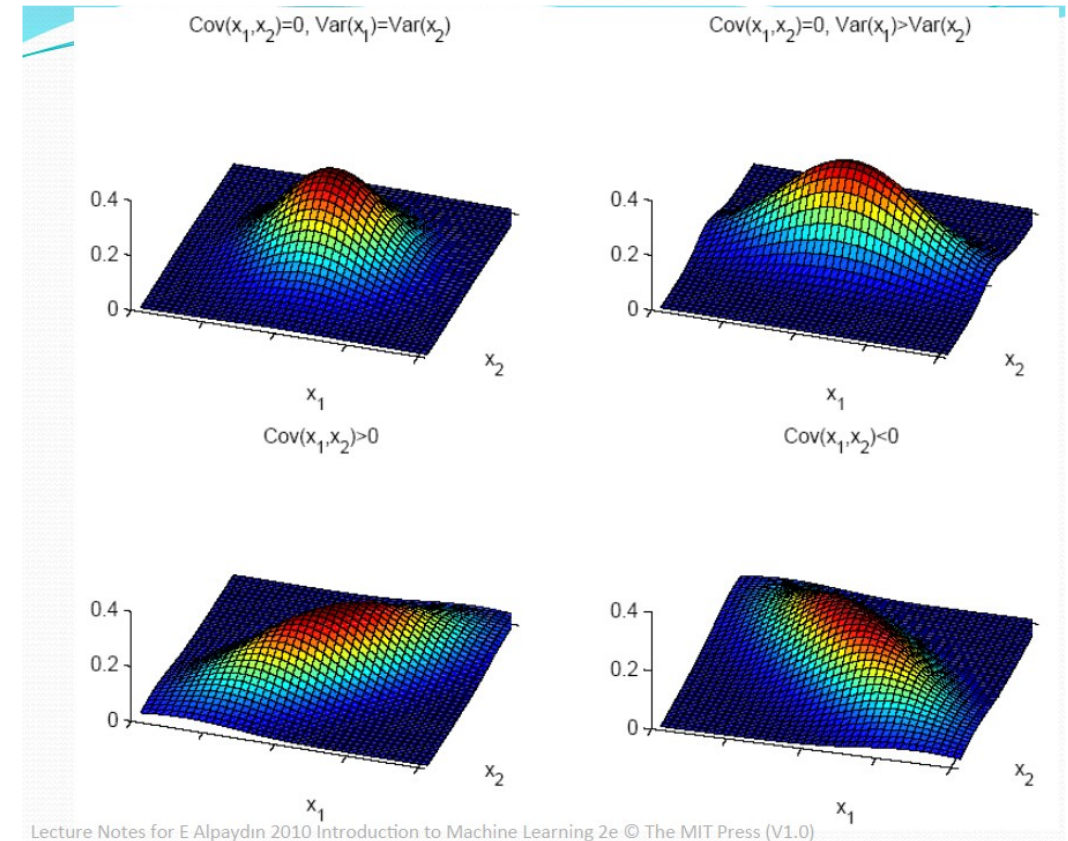 Cov(x₁,x₂)=0, Var(x₁)=Var(x₂)
Cov(x₁,x₂)=0, Var(x₁)>Var(x₂)
0.4
0.2
0
x₁
x₂
0.4
0.2
0
x₁
x₂
Cov(x₁,x₂)>0
Cov(x₁,x₂)<0
0.4
0.2
0
x₁
x₂
0.4
0.2
0
x₁
x₂
Lecture Notes for E Alpaydın 2010 Introduction to Machine Learning 2e © The MIT Press (V1.0)